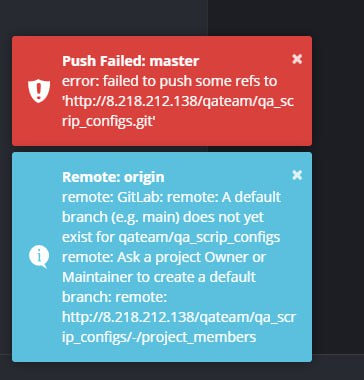 Push Failed: master
error: failed to push some refs to
'http://8.218.212.138/qateam/qa_sc
rip_configs.git'
Remote: origin
remote: GitLab: remote: A default
branch (e.g. main) does not yet
exist for qateam/qa_scrip_configs
remote: Ask a project Owner or
Maintainer to create a default
branch: remote:
http://8.218.212.138/qateam/qa_scr
ip_configs/-/project_members